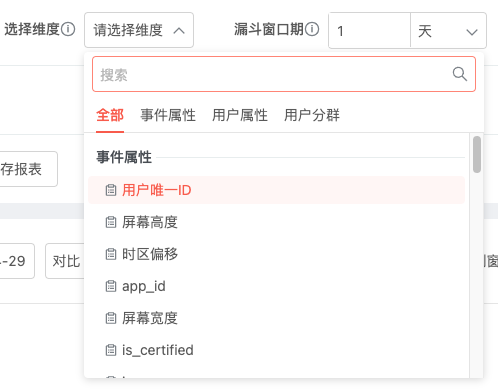 选择维度 请选择维度 漏斗窗口期 1 天
搜索
全部 事件属性 用户属性 用户分群
事件属性
存报表
用户唯一ID
屏幕高度
时区偏移
-29 对比
app_id
屏幕宽度
is_certified